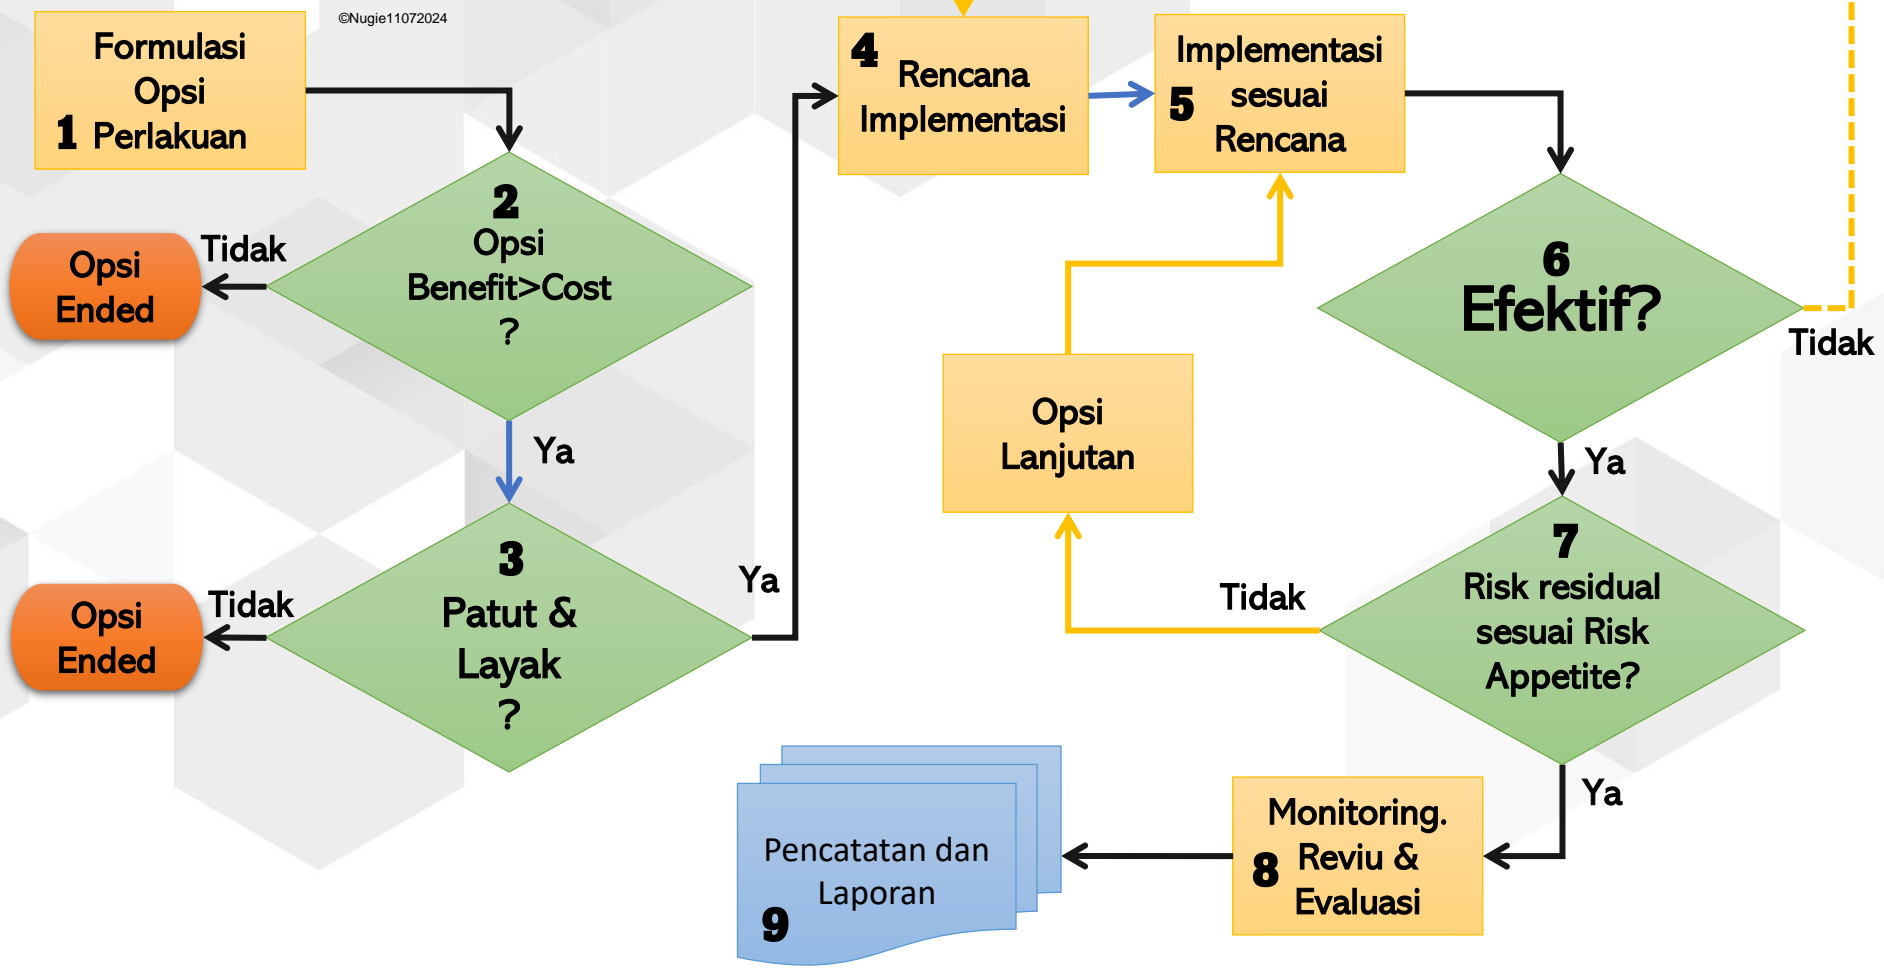 ©Nugie11072024
Formulasi
Opsi
1 Perlakuan
2
Opsi
Benefit>Cost
?
Tidak
Opsi
Ended
Ya
3
Patut &
Layak
?
Tidak
Opsi
Ended
Ya
4
Rencana
Implementasi
Implementasi
5 sesuai
Rencana
6
Efektif?
Tidak
Ya
7
Risk residual
sesuai Risk
Appetite?
Tidak
Opsi
Lanjutan
Ya
Monitoring.
8 Reviu &
Evaluasi
Pencatatan dan
Laporan
9